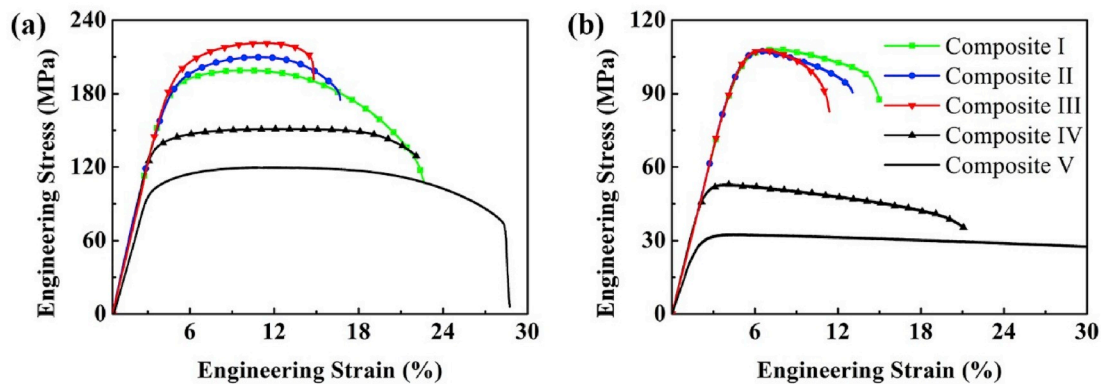 (a)
Engineering Stress (MPa)
240
180
120
60
0
6
12
18
24
30
Engineering Strain (%)
(b)
Engineering Stress (MPa)
120
90
60
30
0
6
12
18
24
30
Engineering Strain (%)
Composite I
Composite II
Composite III
Composite IV
Composite V